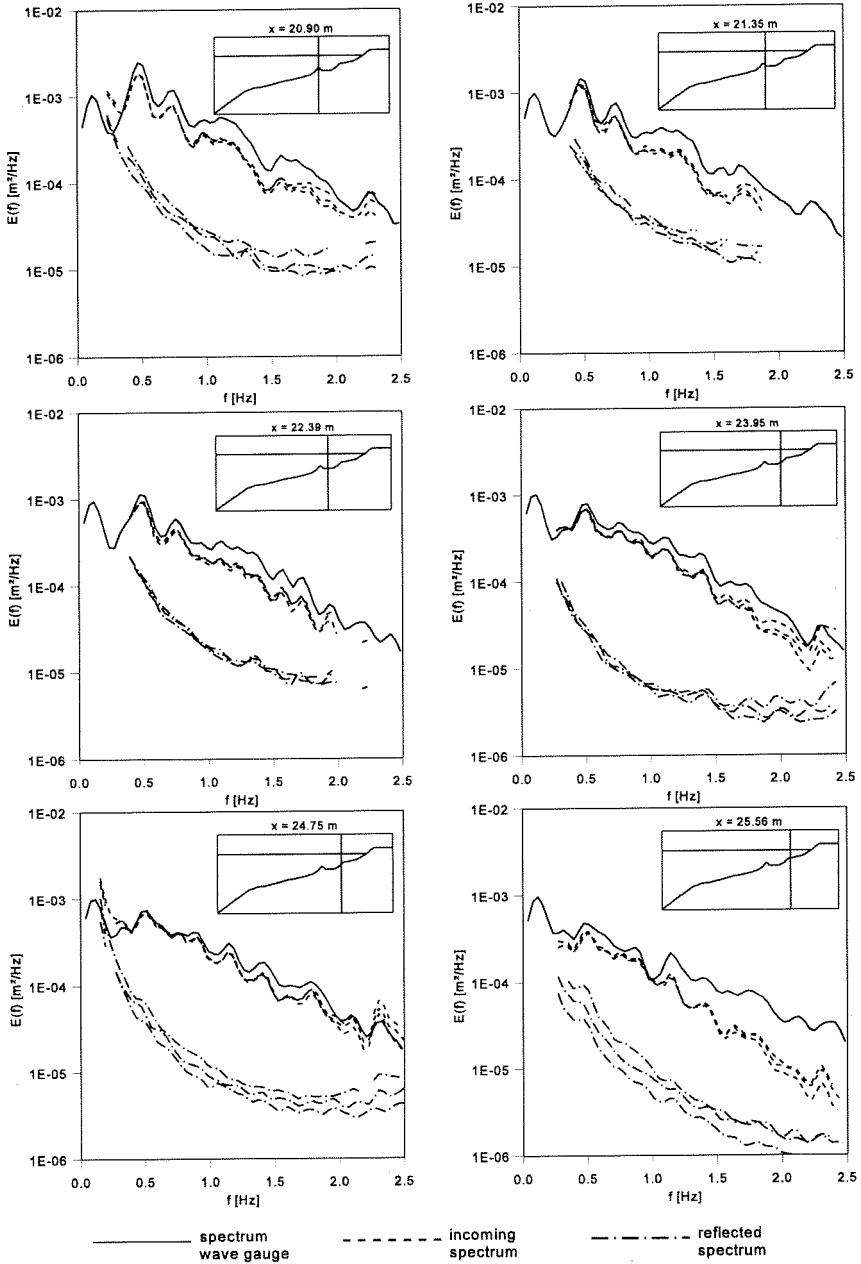 x = 20.90 m
1E-02
1E-03
1E-04
1E-05
1E-06
E(f) [m²/Hz]
0.0 0.5 1.0 1.5 2.0 2.5
f [Hz]
x = 21.35 m
1E-02
1E-03
1E-04
1E-05
1E-06
E(f) [m²/Hz]
0.0 0.5 1.0 1.5 2.0 2.5
f [Hz]
x = 22.39 m
1E-02
1E-03
1E-04
1E-05
1E-06
E(f) [m²/Hz]
0.0 0.5 1.0 1.5 2.0 2.5
f [Hz]
x = 23.95 m
1E-02
1E-03
1E-04
1E-05
1E-06
E(f) [m²/Hz]
0.0 0.5 1.0 1.5 2.0 2.5
f [Hz]
x = 24.75 m
1E-02
1E-03
1E-04
1E-05
1E-06
E(f) [m²/Hz]
0.0 0.5 1.0 1.5 2.0 2.5
f [Hz]
x = 25.56 m
1E-02
1E-03
1E-04
1E-05
1E-06
E(f) [m²/Hz]
0.0 0.5 1.0 1.5 2.0 2.5
f [Hz]
spectrum
wave gauge
incoming
spectrum
reflected
spectrum